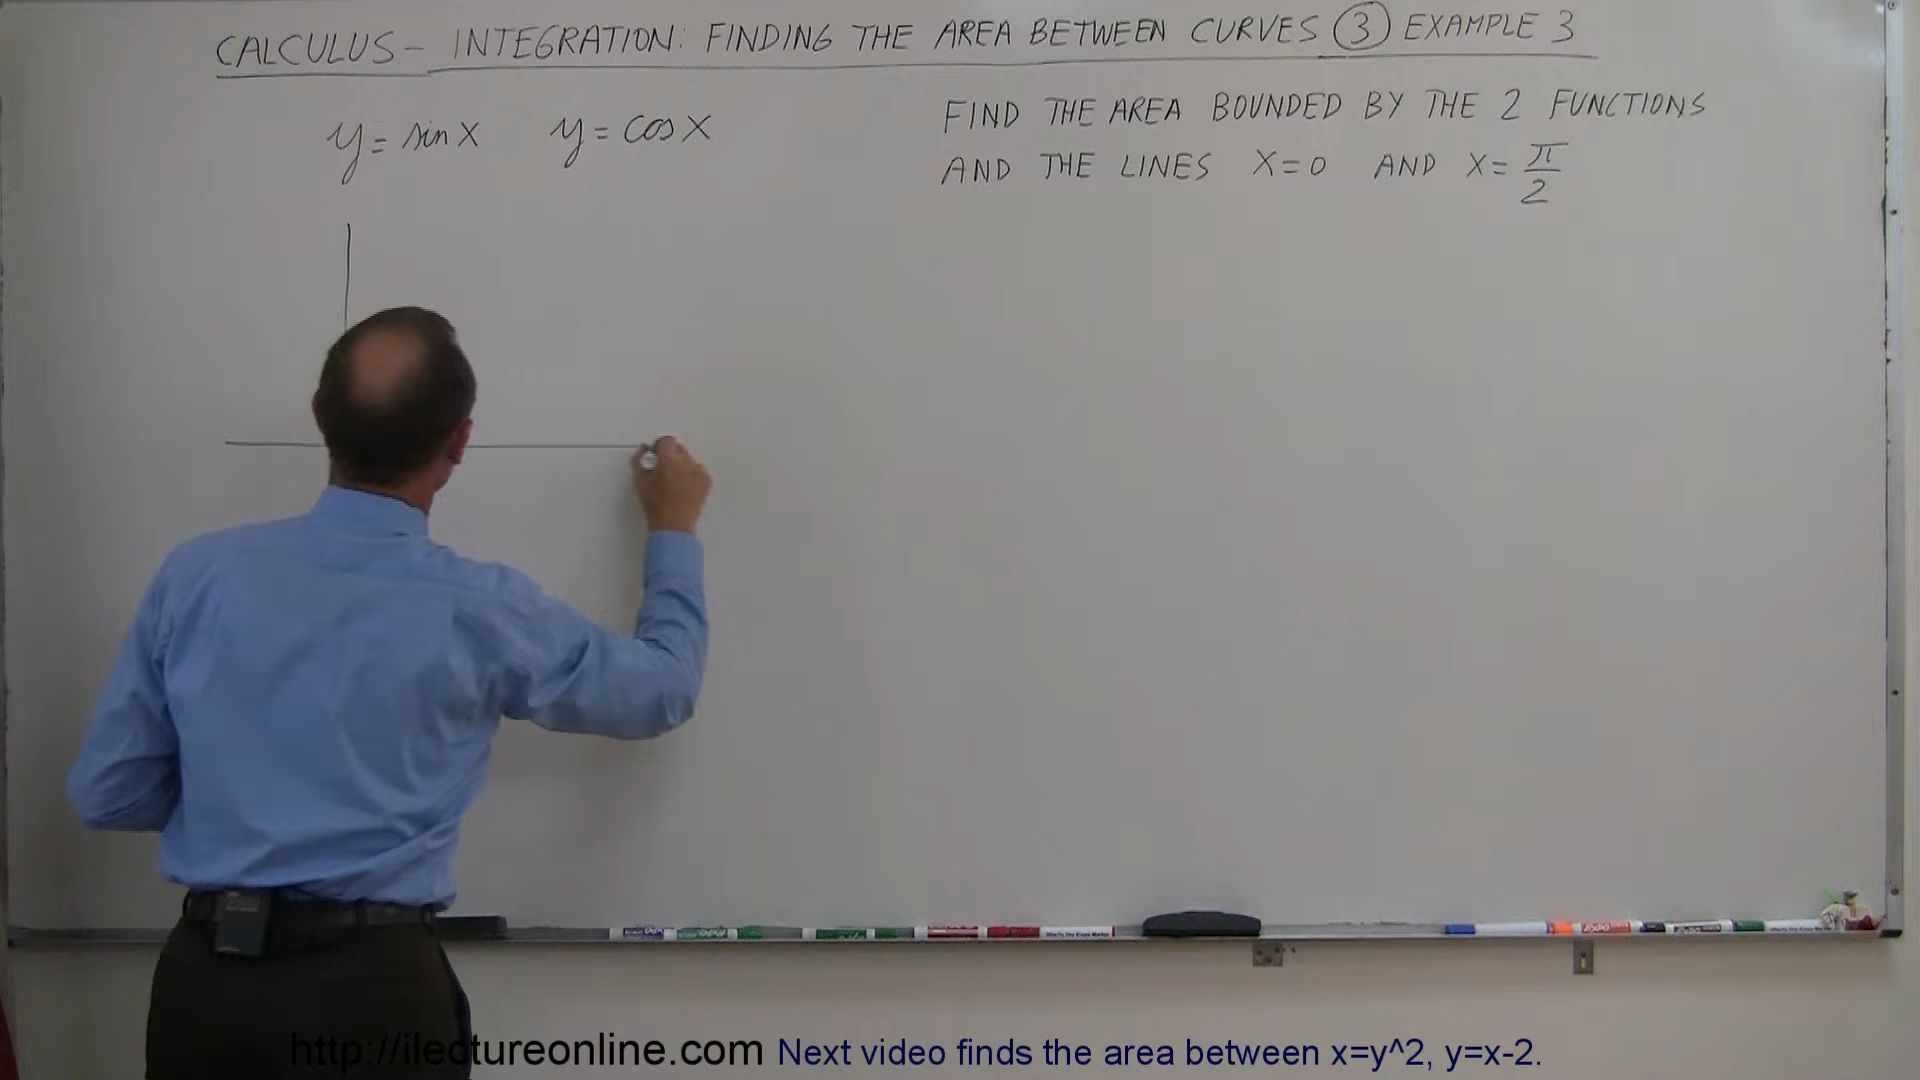 CALCULUS – INTEGRATION: FINDING THE AREA BETWEEN CURVES ③ EXAMPLE 3
y = sin x y = cos x
FIND THE AREA BOUNDED BY THE 2 FUNCTIONS
AND THE LINES X=0 AND X= π/2
http://ilectureonline.com Next video finds the area between x=y^2, y=x-2.